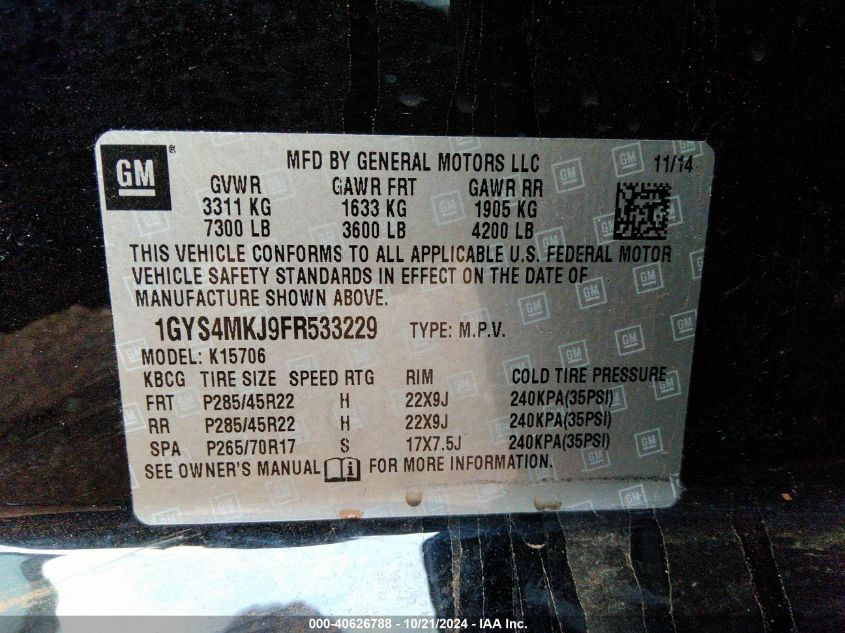 GM ® MFD BY GENERAL MOTORS LLC 11/14
GVWR GAWR FRT GAWR RR
3311 KG 1633 KG 1905 KG
7300 LB 3600 LB 4200 LB
THIS VEHICLE CONFORMS TO ALL APPLICABLE U.S. FEDERAL MOTOR
VEHICLE SAFETY STANDARDS IN EFFECT ON THE DATE OF
MANUFACTURE SHOWN ABOVE.
1GYS4MKJ9FR533229 TYPE: M.P.V.
MODEL: K15706
KBCG TIRE SIZE SPEED RTG RIM COLD TIRE PRESSURE
FRT P285/45R22 H 22X9J 240KPA(35PSI)
RR P285/45R22 H 22X9J 240KPA(35PSI)
SPA P265/70R17 S 17X7.5J 240KPA(35PSI)
SEE OWNER'S MANUAL i FOR MORE INFORMATION.
000-40626788 - 10/21/2024 - IAA Inc.